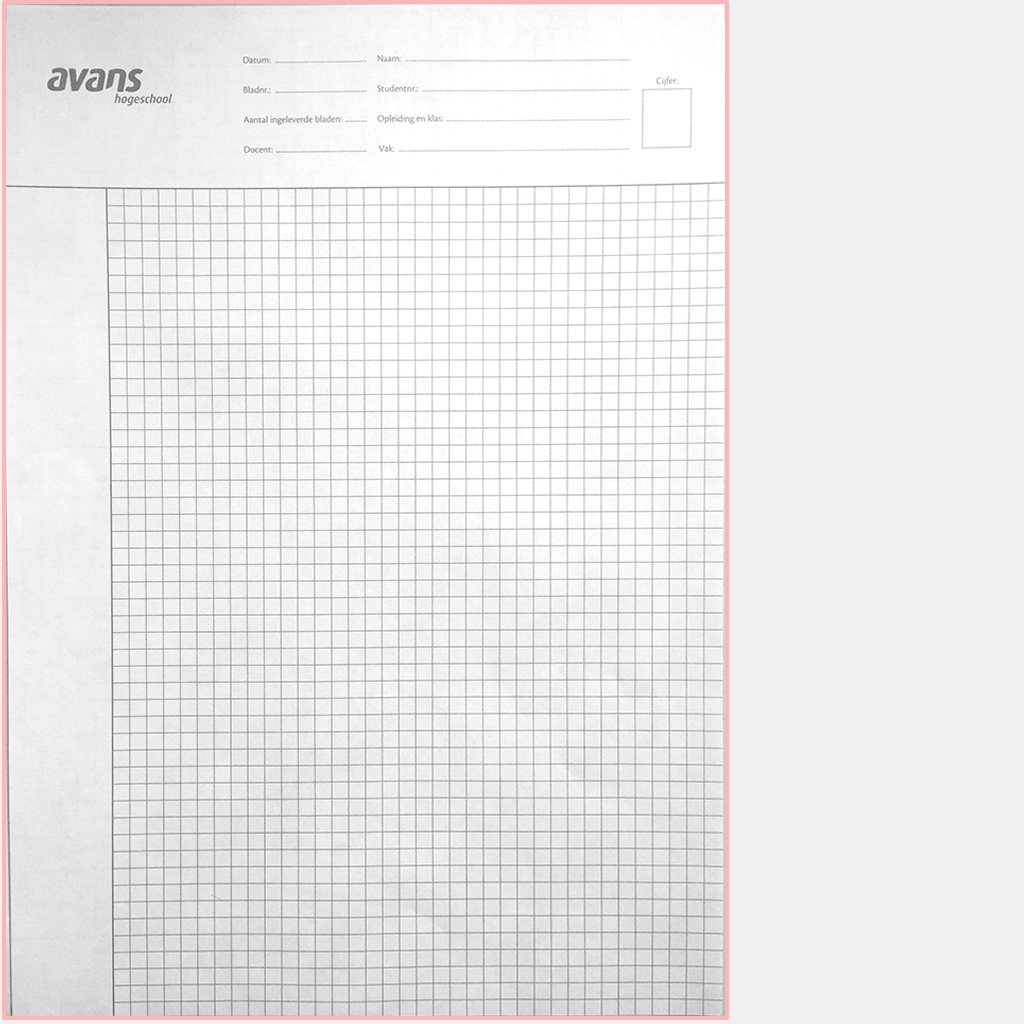 avans
hogeschool
Datum:
Naam:
Bladnr.:
Studentnr.:
Aantal ingeleverde bladen:
Opleiding en klas:
Docent:
Vak:
Cijfer: